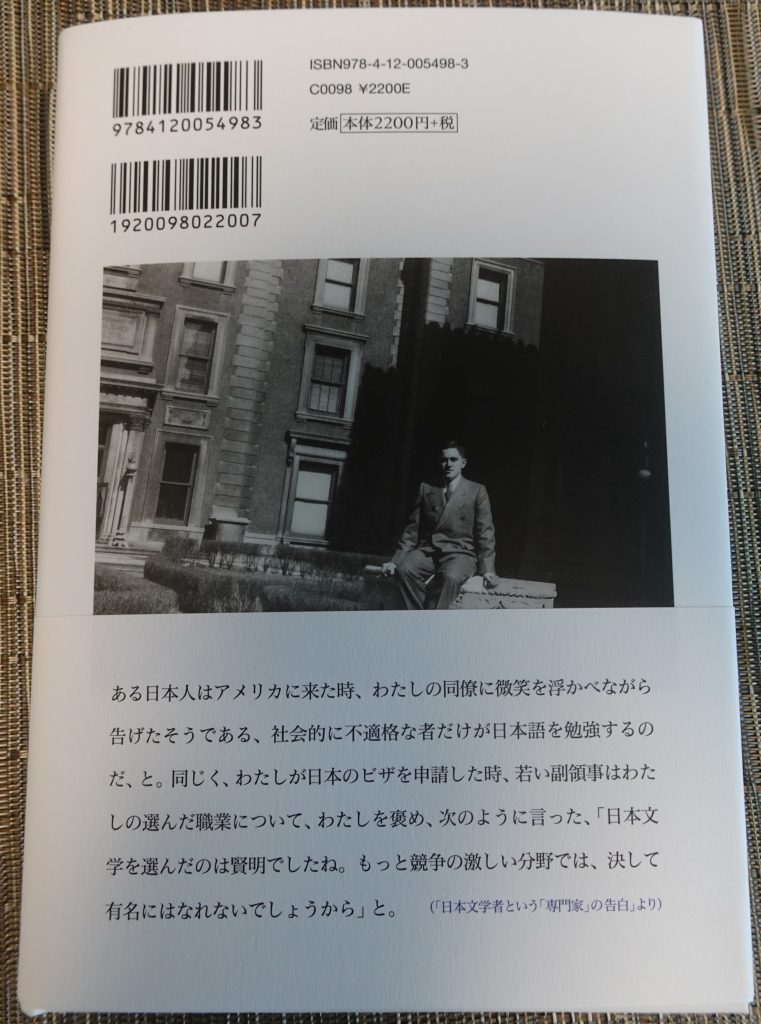 ISBN978-4-12-005498-3
C0098 ¥2200E
定価 本体2200円+税
9784120054983
1920098022007
ある日本人はアメリカに来た時、わたしの同僚に微笑を浮かべながら
告げたそうである、社会的に不適格な者だけが日本語を勉強するの
だ、と。同じく、わたしが日本のビザを申請した時、若い副領事はわた
しの選んだ職業について、わたしを褒め、次のように言った、「日本文
学を選んだのは賢明でしたね。もっと競争の激しい分野では、決して
有名にはなれないでしょうから」と。 (「日本文学者という「専門家」の告白」より)